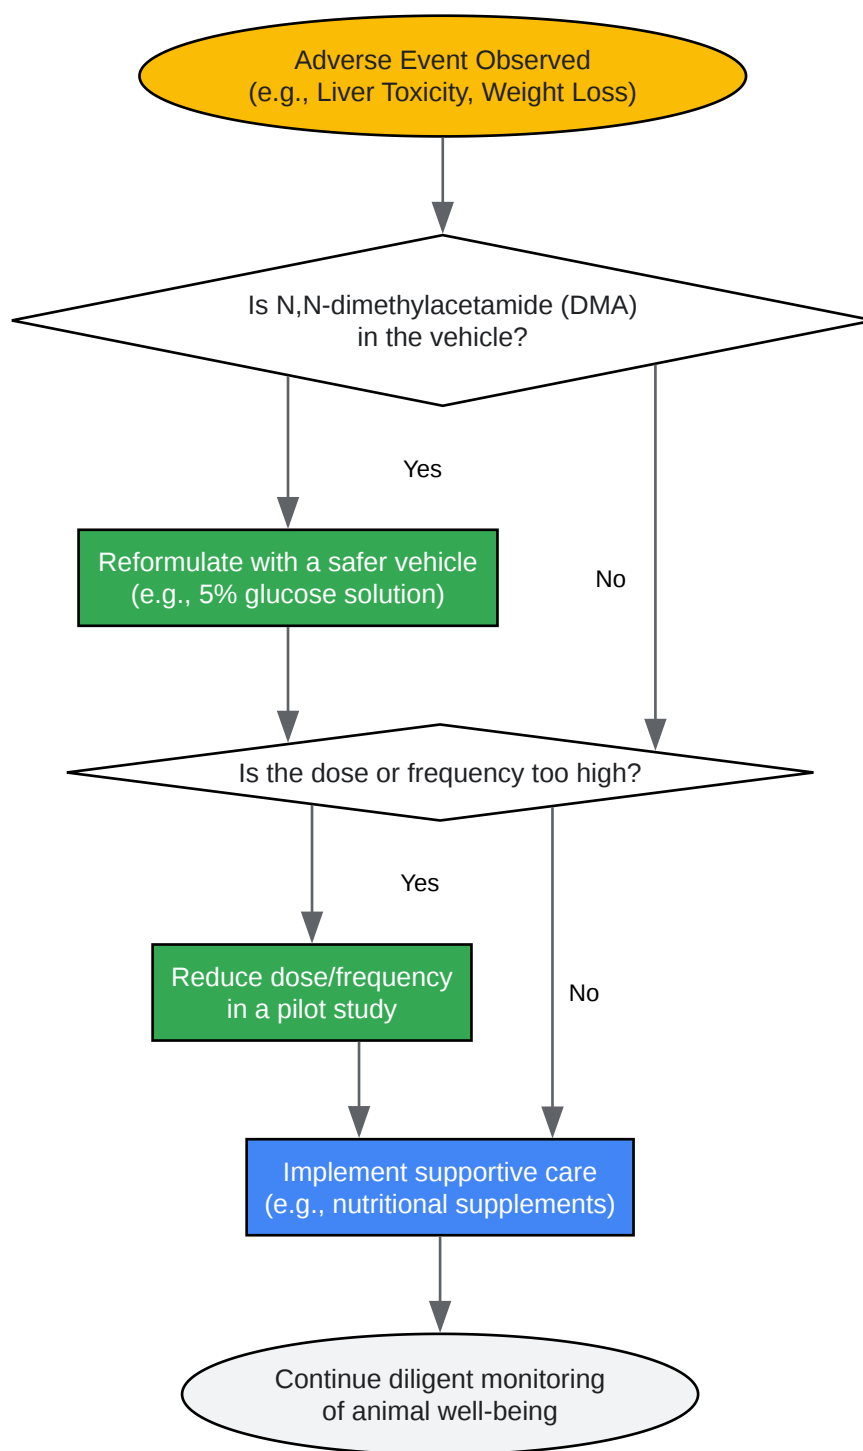 Adverse Event Observed
(e.g., Liver Toxicity, Weight Loss)
Is N,N-dimethylacetamide (DMA)
in the vehicle?
Yes
Reformulate with a safer vehicle
(e.g., 5% glucose solution)
No
Is the dose or frequency too high?
Yes
Reduce dose/frequency
in a pilot study
No
Implement supportive care
(e.g., nutritional supplements)
Continue diligent monitoring
of animal well-being